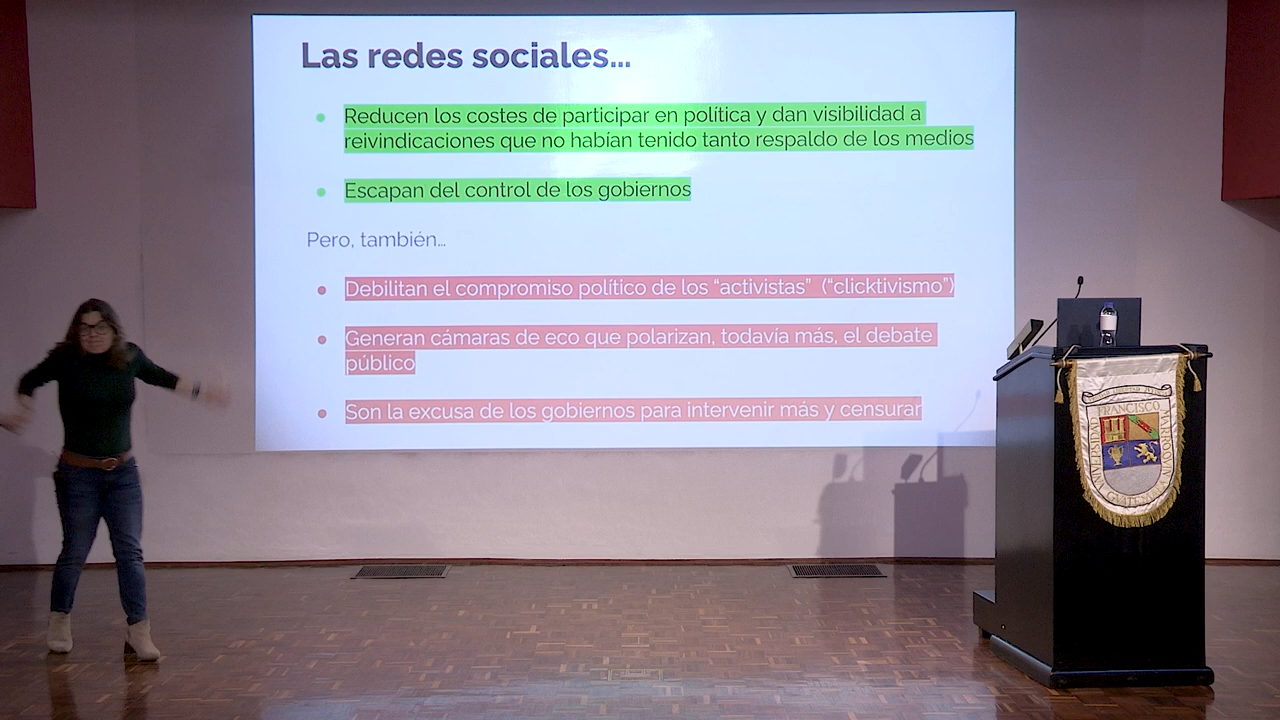 Las redes sociales...
Reducen los costes de participar en política y dan visibilidad a
reivindicaciones que no habían tenido tanto respaldo de los medios
Escapan del control de los gobiernos
Pero, también...
Debilitan el compromiso político de los “activistas” (“clicktivismo”)
Generan cámaras de eco que polarizan, todavía más, el debate
público
Son la excusa de los gobiernos para intervenir más y censurar
FRANCISCO
MARROQUÍN